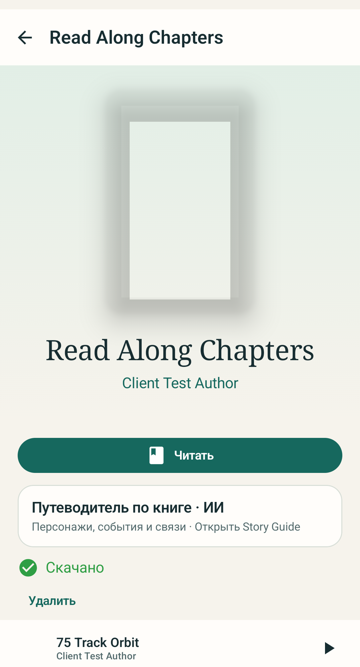 Read Along Chapters
Read Along Chapters
Client Test Author
Читать
Путеводитель по книге · ИИ
Персонажи, события и связи · Открыть Story Guide
Скачано
Удалить
75 Track Orbit
Client Test Author